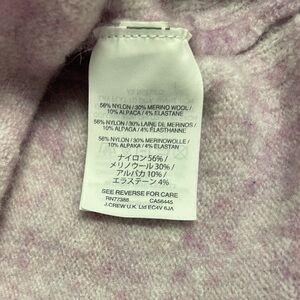 56% NYLON / 30% MERINO WOOL /
10% ALPACA / 4% ELASTANE
56% NYLON / 30% LAINE DE MERINOS /
10% ALPAGA / 4% ÉLASTHANNE
56% NYLON / 30% MERINOWOLLE /
10% ALPAKA / 4% ELASTAN
ナイロン 56% /
メリノウール 30% /
アルパカ 10% /
エラステーン 4%
SEE REVERSE FOR CARE
RN77388 CA56445
J.CREW U.K. Ltd EC4V 6JA